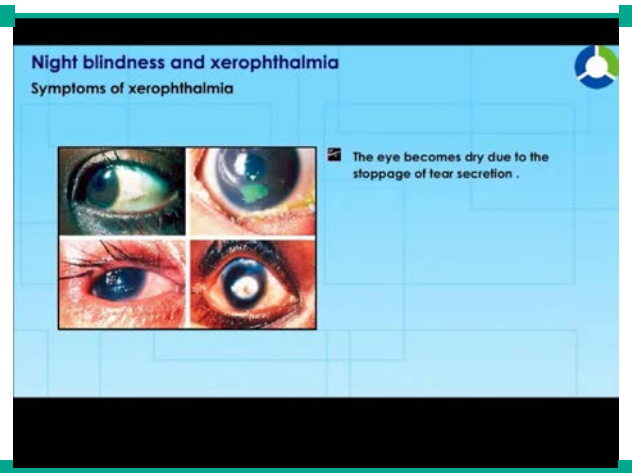 Night blindness and xerophthalmia
Symptoms of xerophthalmia
The eye becomes dry due to the
stoppage of tear secretion .